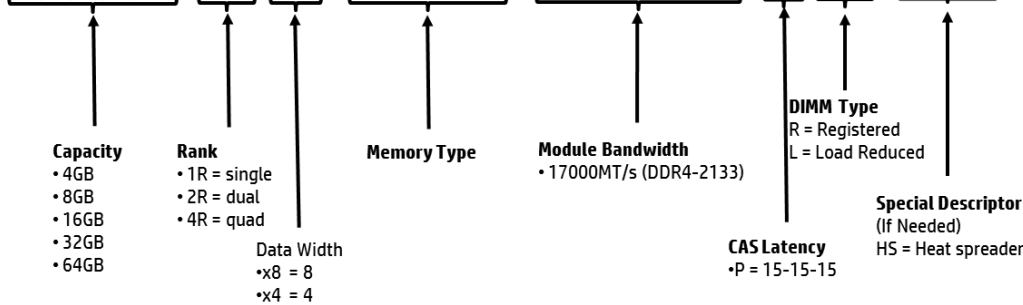 Capacity
• 4GB
• 8GB
• 16GB
• 32GB
• 64GB
Rank
• 1R = single
• 2R = dual
• 4R = quad
Data Width
•x8 = 8
•x4 = 4
Memory Type
Module Bandwidth
• 17000MT/s (DDR4-2133)
CAS Latency
•P = 15-15-15
DIMM Type
R = Registered
L = Load Reduced
Special Descriptor
(If Needed)
HS = Heat spreader